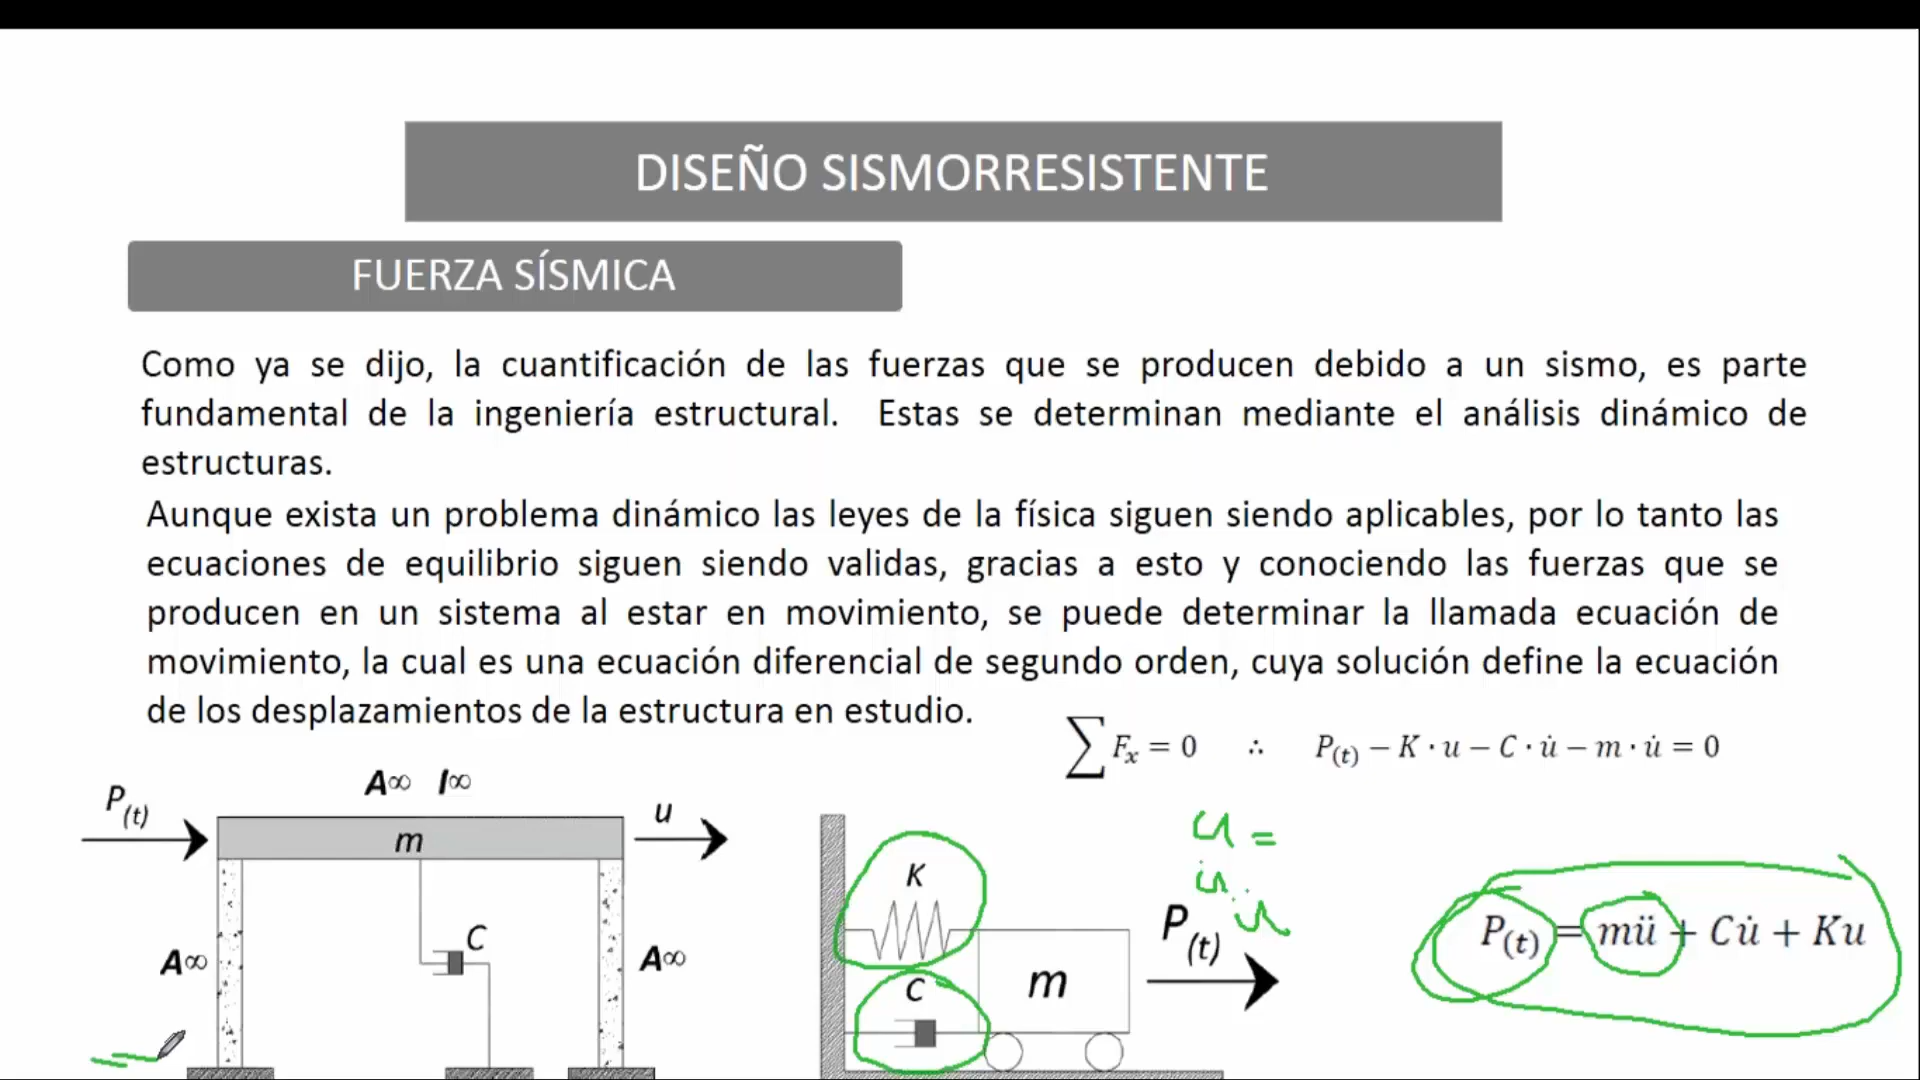 DISEÑO SISMORRESISTENTE
FUERZA SÍSMICA
Como ya se dijo, la cuantificación de las fuerzas que se producen debido a un sismo, es parte
fundamental de la ingeniería estructural. Estas se determinan mediante el análisis dinámico de
estructuras.
Aunque exista un problema dinámico las leyes de la física siguen siendo aplicables, por lo tanto las
ecuaciones de equilibrio siguen siendo validas, gracias a esto y conociendo las fuerzas que se
producen en un sistema al estar en movimiento, se puede determinar la llamada ecuación de
movimiento, la cual es una ecuación diferencial de segundo orden, cuya solución define la ecuación
de los desplazamientos de la estructura en estudio.
∑Fₓ = 0 ∴ P(t) − K · u − C · u̇ − m · u̇ = 0
A∞ I∞
P(t)
m
u
C
A∞
A∞
K
C
m
P(t)
u =
u̇
ü
P(t) = mü + Cu̇ + Ku